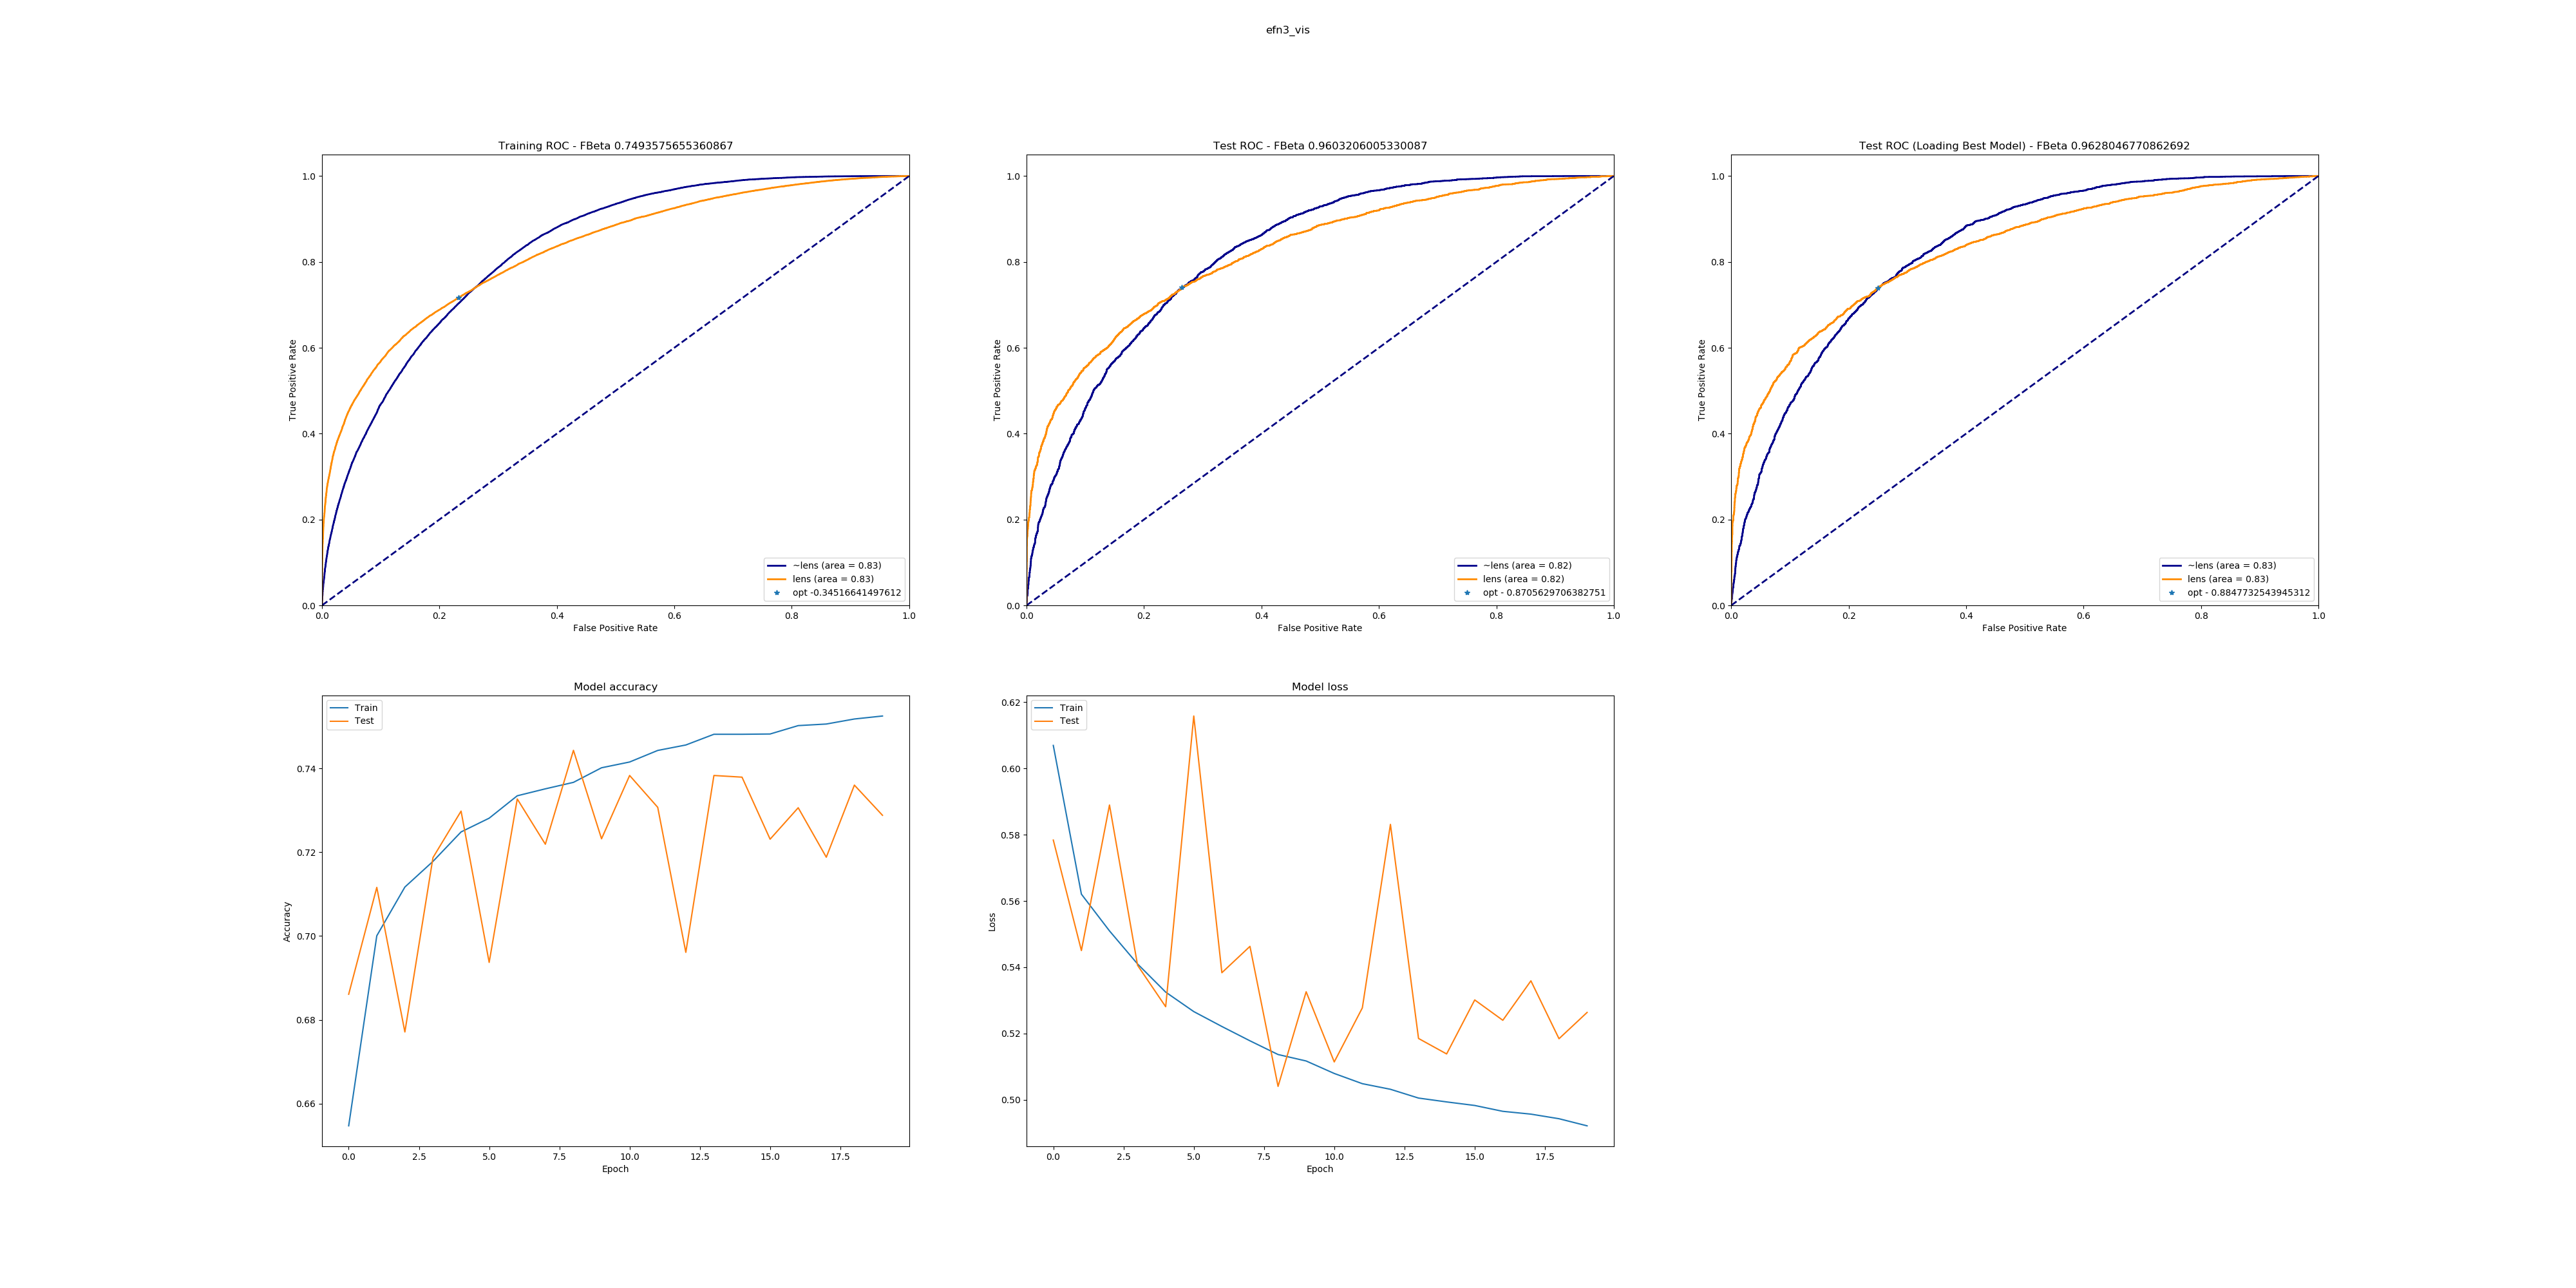 efn3_vis
Training ROC - FBeta 0.7493575655360867
True Positive Rate
1.0
0.8
0.6
0.4
0.2
0.0
0.0 0.2 0.4 0.6 0.8 1.0
False Positive Rate
~lens (area = 0.83)
lens (area = 0.83)
opt -0.34516641497612
Test ROC - FBeta 0.9603206005330087
True Positive Rate
1.0
0.8
0.6
0.4
0.2
0.0
0.0 0.2 0.4 0.6 0.8 1.0
False Positive Rate
~lens (area = 0.82)
lens (area = 0.82)
opt - 0.8705629706382751
Test ROC (Loading Best Model) - FBeta 0.9628046770862692
True Positive Rate
1.0
0.8
0.6
0.4
0.2
0.0
0.0 0.2 0.4 0.6 0.8 1.0
False Positive Rate
~lens (area = 0.83)
lens (area = 0.83)
opt - 0.8847732543945312
Model accuracy
Train
Test
Accuracy
0.74
0.72
0.70
0.68
0.66
0.0 2.5 5.0 7.5 10.0 12.5 15.0 17.5
Epoch
Model loss
Train
Test
Loss
0.62
0.60
0.58
0.56
0.54
0.52
0.50
0.0 2.5 5.0 7.5 10.0 12.5 15.0 17.5
Epoch